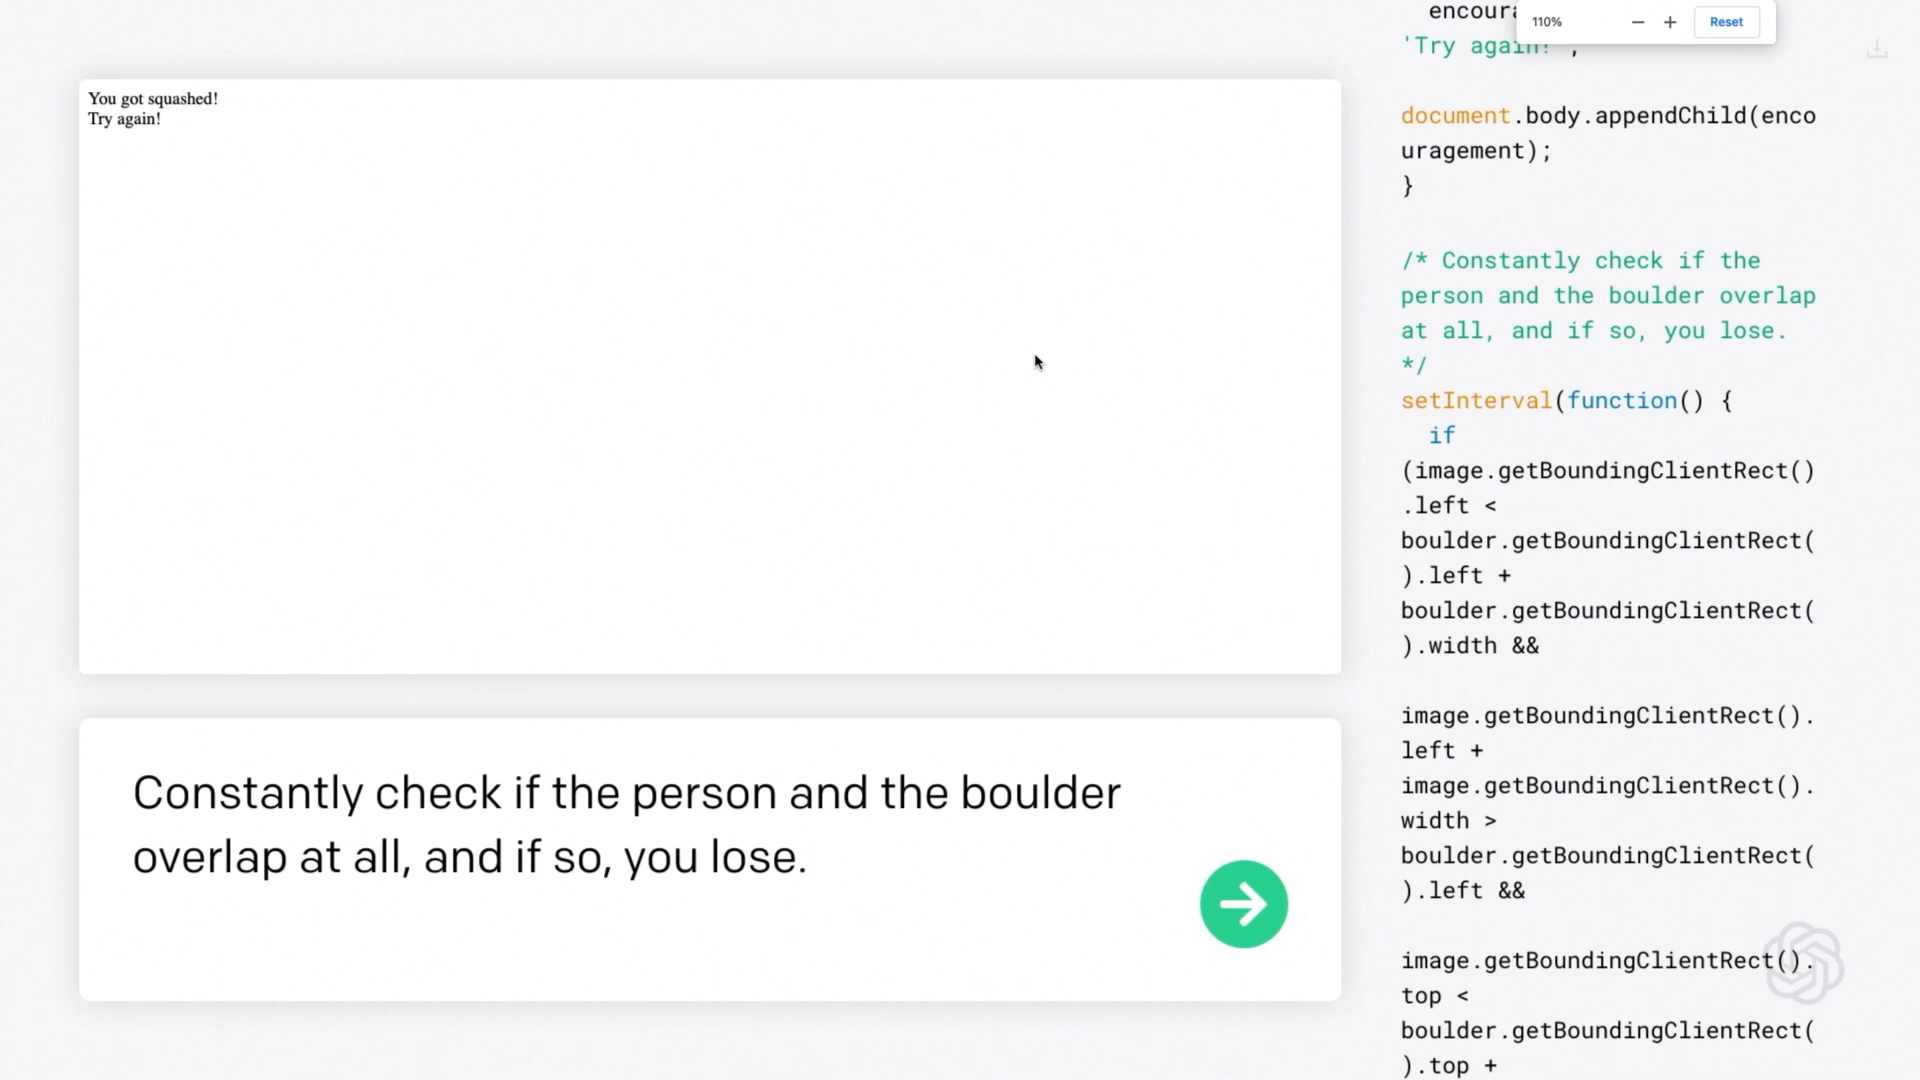 You got squashed!
Try again!
Constantly check if the person and the boulder
overlap at all, and if so, you lose.
110%
Reset
'Try again!',
document.body.appendChild(enco
uragement);
}
/* Constantly check if the
person and the boulder overlap
at all, and if so, you lose.
*/
setInterval(function() {
if
(image.getBoundingClientRect()
.left <
boulder.getBoundingClientRect(
).left +
boulder.getBoundingClientRect(
).width &&
image.getBoundingClientRect().
left +
image.getBoundingClientRect().
width >
boulder.getBoundingClientRect(
).left &&
image.getBoundingClientRect().
top <
boulder.getBoundingClientRect(
).top +